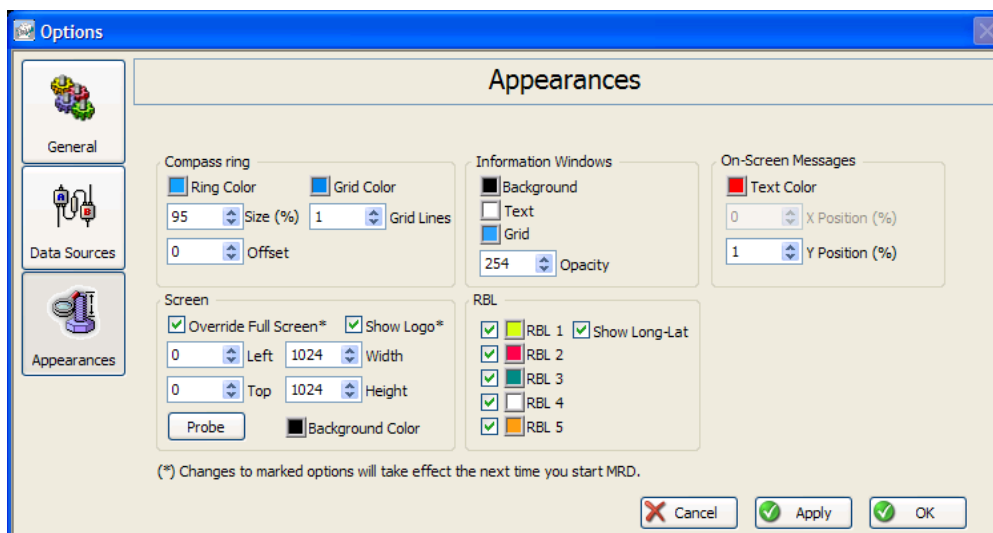 Options
Appearances
General
Data Sources
Appearances
Compass ring
Ring Color Grid Color
95 Size (%) 1 Grid Lines
0 Offset
Information Windows
Background
Text
Grid
254 Opacity
On-Screen Messages
Text Color
0 X Position (%)
1 Y Position (%)
Screen
Override Full Screen* Show Logo*
0 Left 1024 Width
0 Top 1024 Height
Probe Background Color
RBL
RBL 1 Show Long-Lat
RBL 2
RBL 3
RBL 4
RBL 5
(*) Changes to marked options will take effect the next time you start MRD.
Cancel Apply OK